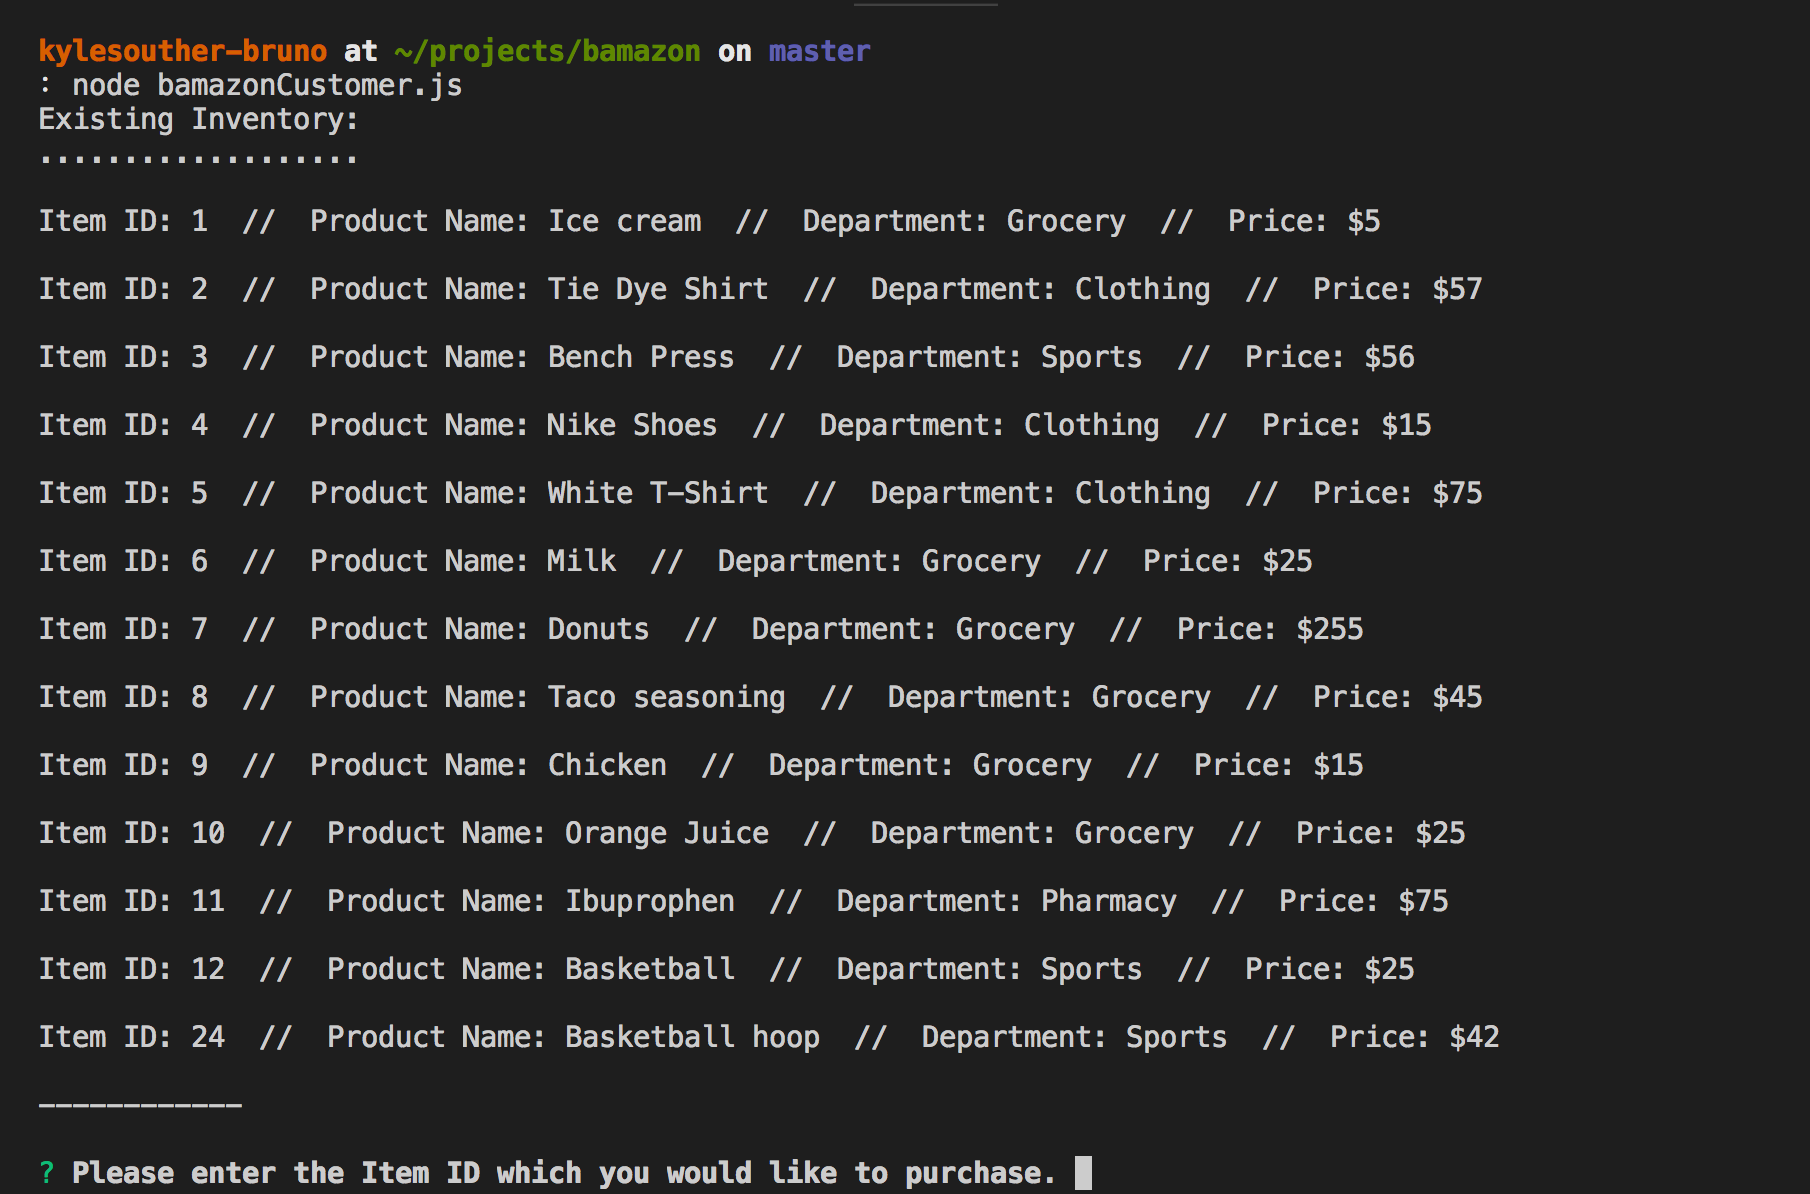 kylesouther-bruno at ~/projects/bamazon on master
: node bamazonCustomer.js
Existing Inventory:
...................
Item ID: 1  //  Product Name: Ice cream  //  Department: Grocery  //  Price: $5
Item ID: 2  //  Product Name: Tie Dye Shirt  //  Department: Clothing  //  Price: $57
Item ID: 3  //  Product Name: Bench Press  //  Department: Sports  //  Price: $56
Item ID: 4  //  Product Name: Nike Shoes  //  Department: Clothing  //  Price: $15
Item ID: 5  //  Product Name: White T-Shirt  //  Department: Clothing  //  Price: $75
Item ID: 6  //  Product Name: Milk  //  Department: Grocery  //  Price: $25
Item ID: 7  //  Product Name: Donuts  //  Department: Grocery  //  Price: $255
Item ID: 8  //  Product Name: Taco seasoning  //  Department: Grocery  //  Price: $45
Item ID: 9  //  Product Name: Chicken  //  Department: Grocery  //  Price: $15
Item ID: 10  //  Product Name: Orange Juice  //  Department: Grocery  //  Price: $25
Item ID: 11  //  Product Name: Ibuprophen  //  Department: Pharmacy  //  Price: $75
Item ID: 12  //  Product Name: Basketball  //  Department: Sports  //  Price: $25
Item ID: 24  //  Product Name: Basketball hoop  //  Department: Sports  //  Price: $42
------------
? Please enter the Item ID which you would like to purchase.